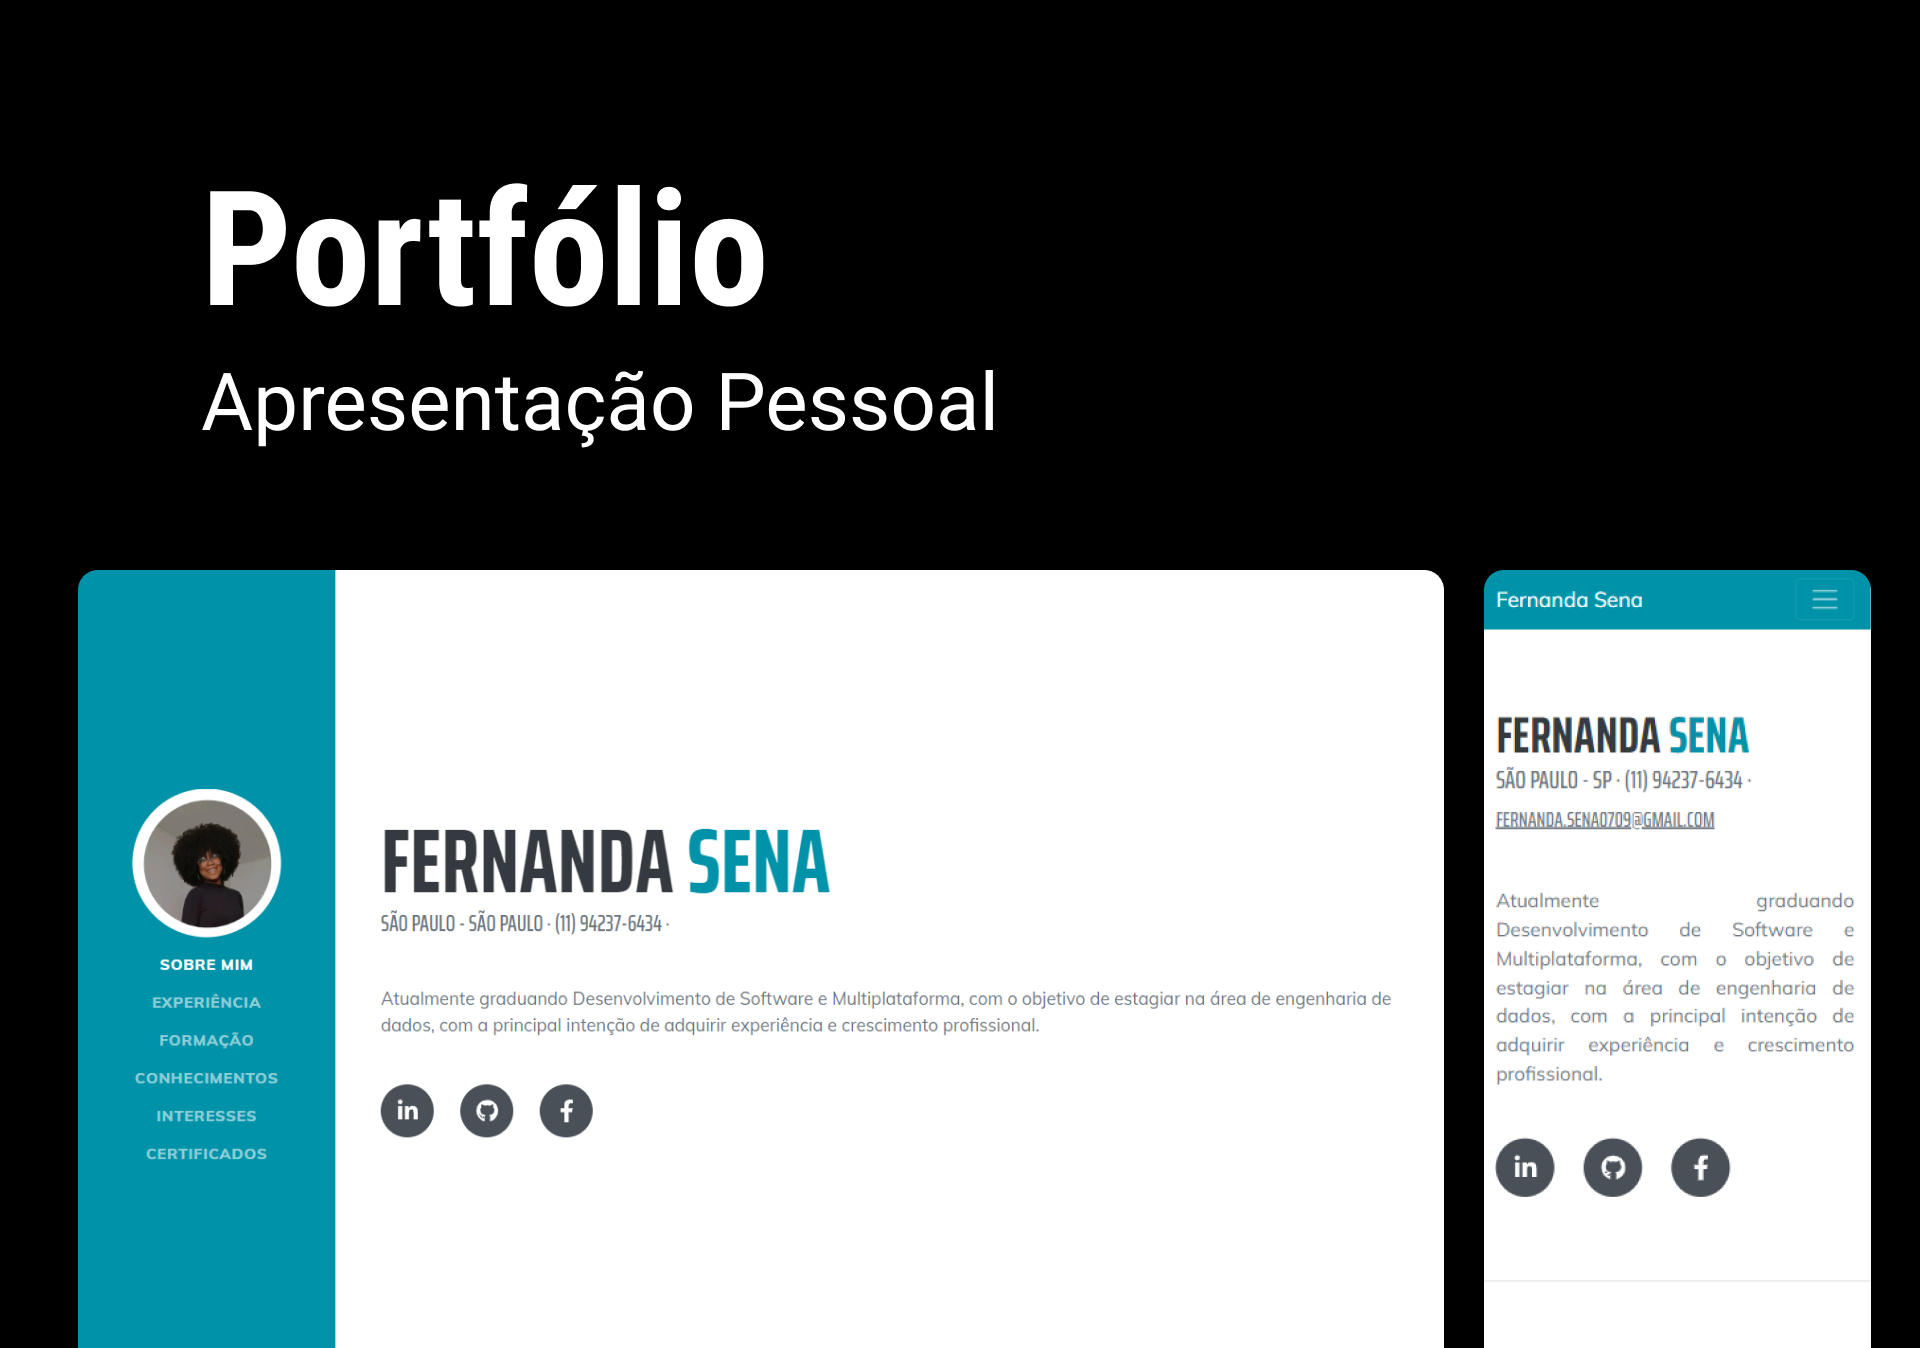 Portfólio
Apresentação Pessoal
SOBRE MIM
EXPERIÊNCIA
FORMAÇÃO
CONHECIMENTOS
INTERESSES
CERTIFICADOS
FERNANDA SENA
SÃO PAULO - SÃO PAULO · (11) 94237-6434 ·
Atualmente graduando Desenvolvimento de Software e Multiplataforma, com o objetivo de estagiar na área de engenharia de
dados, com a principal intenção de adquirir experiência e crescimento profissional.
in
f
Fernanda Sena
FERNANDA SENA
SÃO PAULO - SP · (11) 94237-6434 ·
FERNANDA.SENA0709@GMAIL.COM
Atualmente graduando
Desenvolvimento de Software e
Multiplataforma, com o objetivo de
estagiar na área de engenharia de
dados, com a principal intenção de
adquirir experiência e crescimento
profissional.
in
f